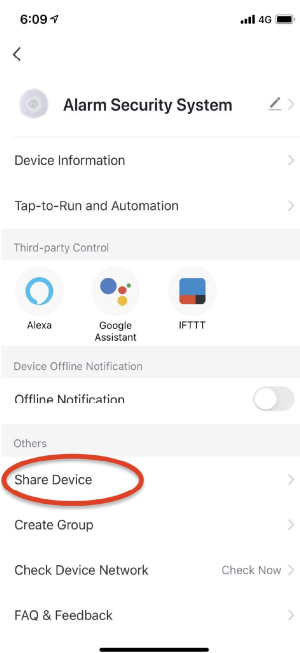 6:09
4G
Alarm Security System
Device Information
Tap-to-Run and Automation
Third-party Control
Alexa
Google
Assistant
IFTTT
Device Offline Notification
Offline Notification
Others
Share Device
Create Group
Check Device Network Check Now
FAQ & Feedback